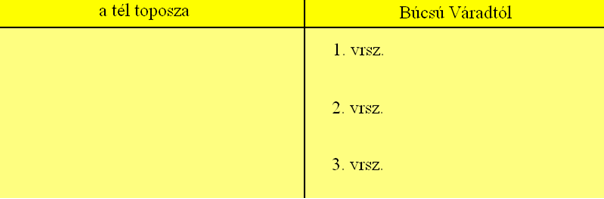 a tél toposza
Búcsú Váradtól
1. vrsz.
2. vrsz.
3. vrsz.